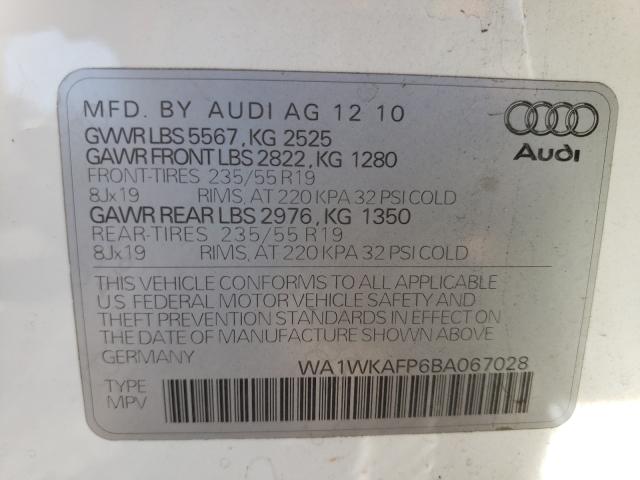 MFD. BY AUDI AG 12 10
GVWR LBS 5567, KG 2525
GAWR FRONT LBS 2822, KG 1280
FRONT-TIRES 235/55 R19
8Jx19 RIMS, AT 220 KPA 32 PSI COLD
GAWR REAR LBS 2976, KG 1350
REAR-TIRES 235/55 R19
8Jx19 RIMS, AT 220 KPA 32 PSI COLD
Audi
THIS VEHICLE CONFORMS TO ALL APPLICABLE
U S FEDERAL MOTOR VEHICLE SAFETY AND
THEFT PREVENTION STANDARDS IN EFFECT ON
THE DATE OF MANUFACTURE SHOWN ABOVE
GERMANY WA1WKAFP6BA067028
TYPE
MPV